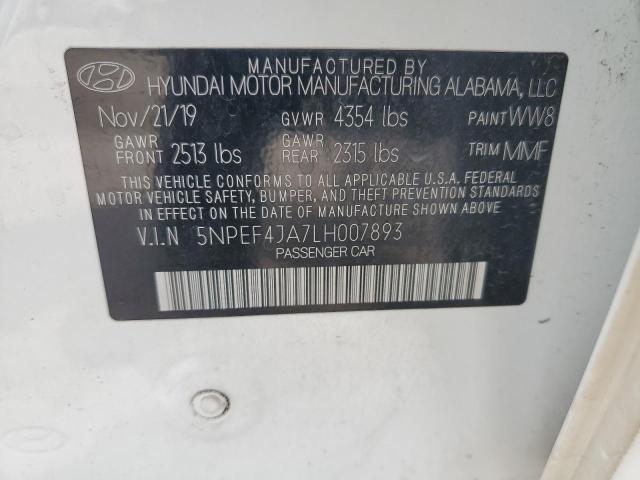 MANUFACTURED BY
HYUNDAI MOTOR MANUFACTURING ALABAMA, LLC
Nov/21/19 GVWR 4354 lbs PAINT WW8
GAWR FRONT 2513 lbs GAWR REAR 2315 lbs TRIM MMF
THIS VEHICLE CONFORMS TO ALL APPLICABLE U.S.A. FEDERAL
MOTOR VEHICLE SAFETY, BUMPER, AND THEFT PREVENTION STANDARDS
IN EFFECT ON THE DATE OF MANUFACTURE SHOWN ABOVE.
V.I.N 5NPEF4JA7LH007893
PASSENGER CAR